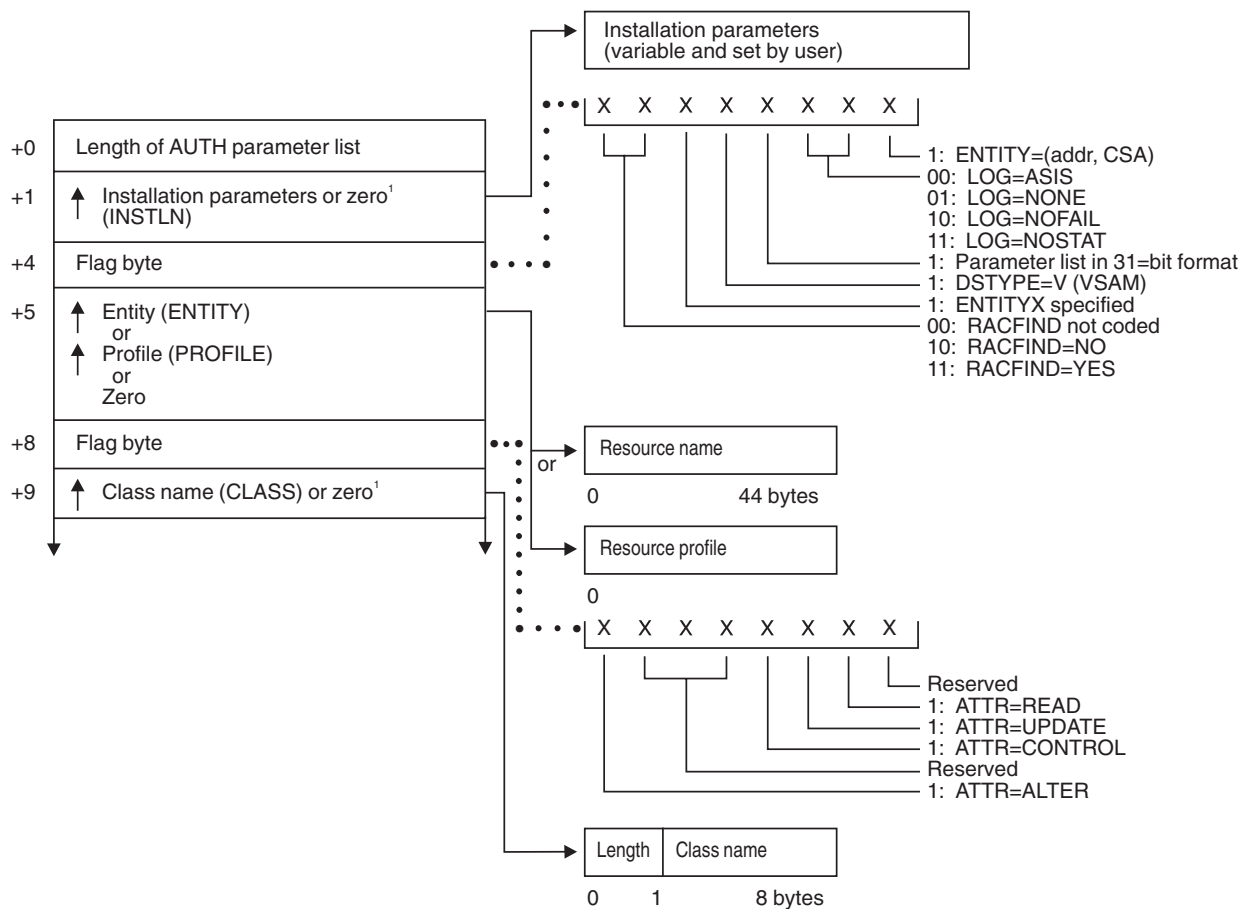 Installation parameters
(variable and set by user)
X X X X X X X X
+0 Length of AUTH parameter list
1: ENTITY=(addr, CSA)
00: LOG=ASIS
01: LOG=NONE
10: LOG=NOFAIL
11: LOG=NOSTAT
+1 Installation parameters or zero¹
(INSTLN)
+4 Flag byte
1: Parameter list in 31=bit format
1: DSTYPE=V (VSAM)
1: ENTITYX specified
00: RACFIND not coded
10: RACFIND=NO
11: RACFIND=YES
+5 Entity (ENTITY)
or
Profile (PROFILE)
or
Zero
+8 Flag byte
or
Resource name
0 44 bytes
+9 Class name (CLASS) or zero¹
Resource profile
0
X X X X X X X X
Reserved
1: ATTR=READ
1: ATTR=UPDATE
1: ATTR=CONTROL
Reserved
1: ATTR=ALTER
Length Class name
0 1 8 bytes